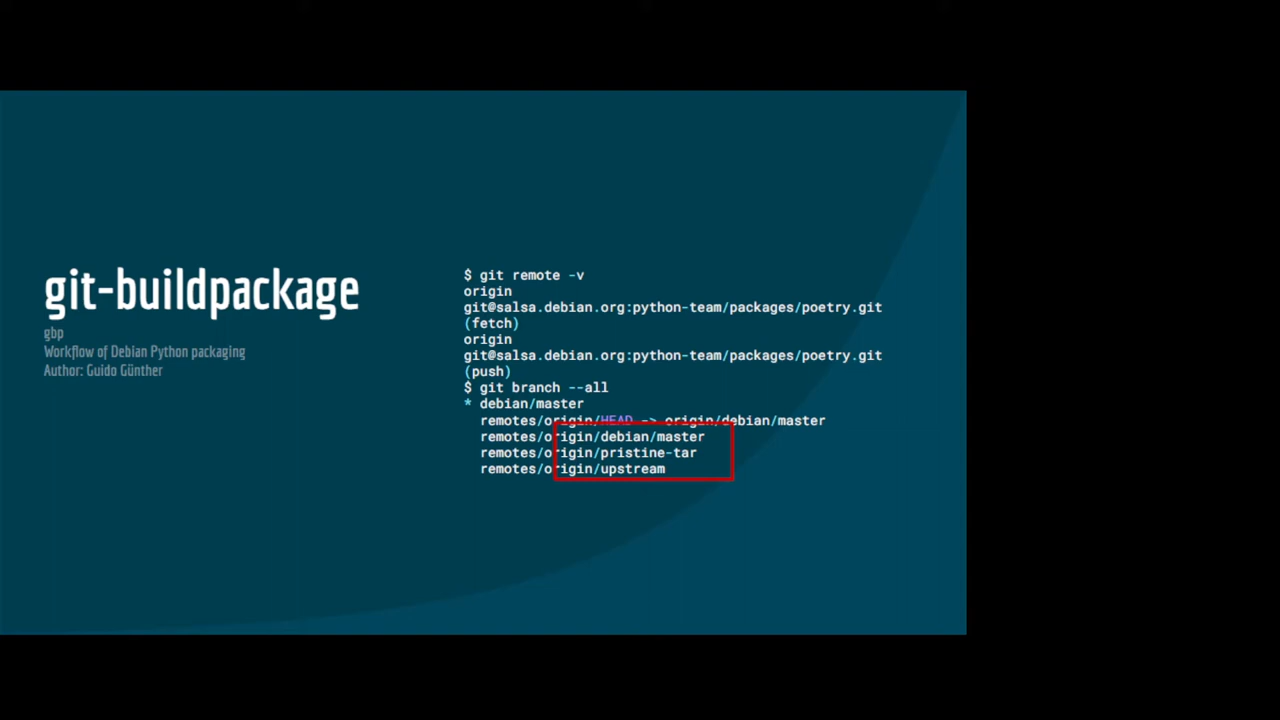 git-buildpackage
gbp
Workflow of Debian Python packaging
Author: Guido Günther
$ git remote -v
origin
git@salsa.debian.org:python-team/packages/poetry.git
(fetch)
origin
git@salsa.debian.org:python-team/packages/poetry.git
(push)
$ git branch --all
* debian/master
remotes/origin/HEAD -> origin/debian/master
remotes/origin/debian/master
remotes/origin/pristine-tar
remotes/origin/upstream